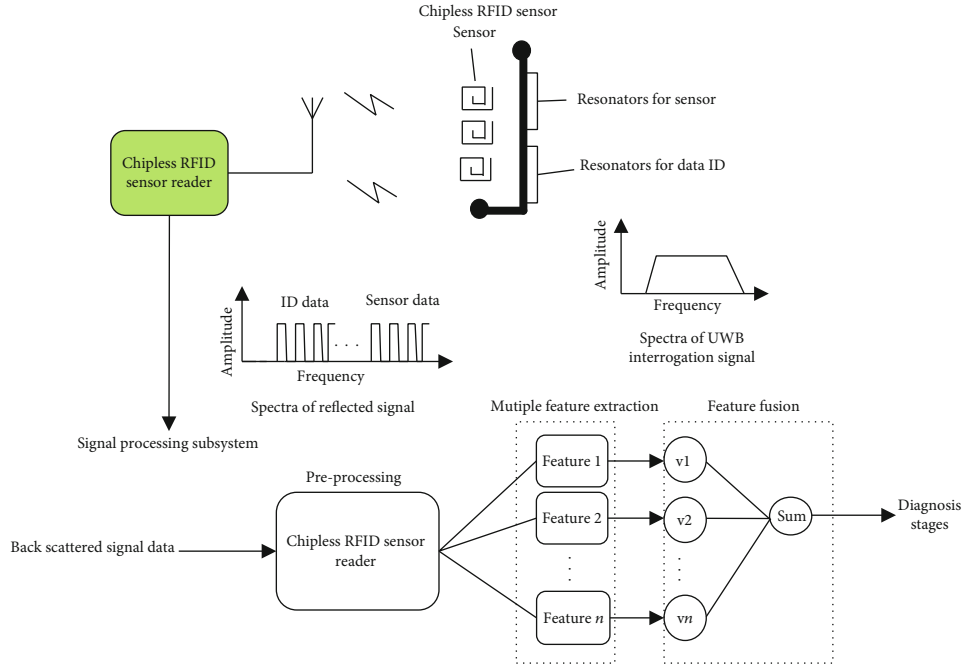 Chipless RFID sensor
Sensor
Resonators for sensor
Chipless RFID
sensor reader
Resonators for data ID
Amplitude
Frequency
Spectra of UWB
interrogation signal
ID data
Sensor data
Amplitude
. . .
Frequency
Spectra of reflected signal
Signal processing subsystem
Mutiple feature extraction
Feature fusion
Pre-processing
Feature 1
v1
Feature 2
v2
Sum
Diagnosis
stages
Back scattered signal data
Chipless RFID sensor
reader
Feature n
vn